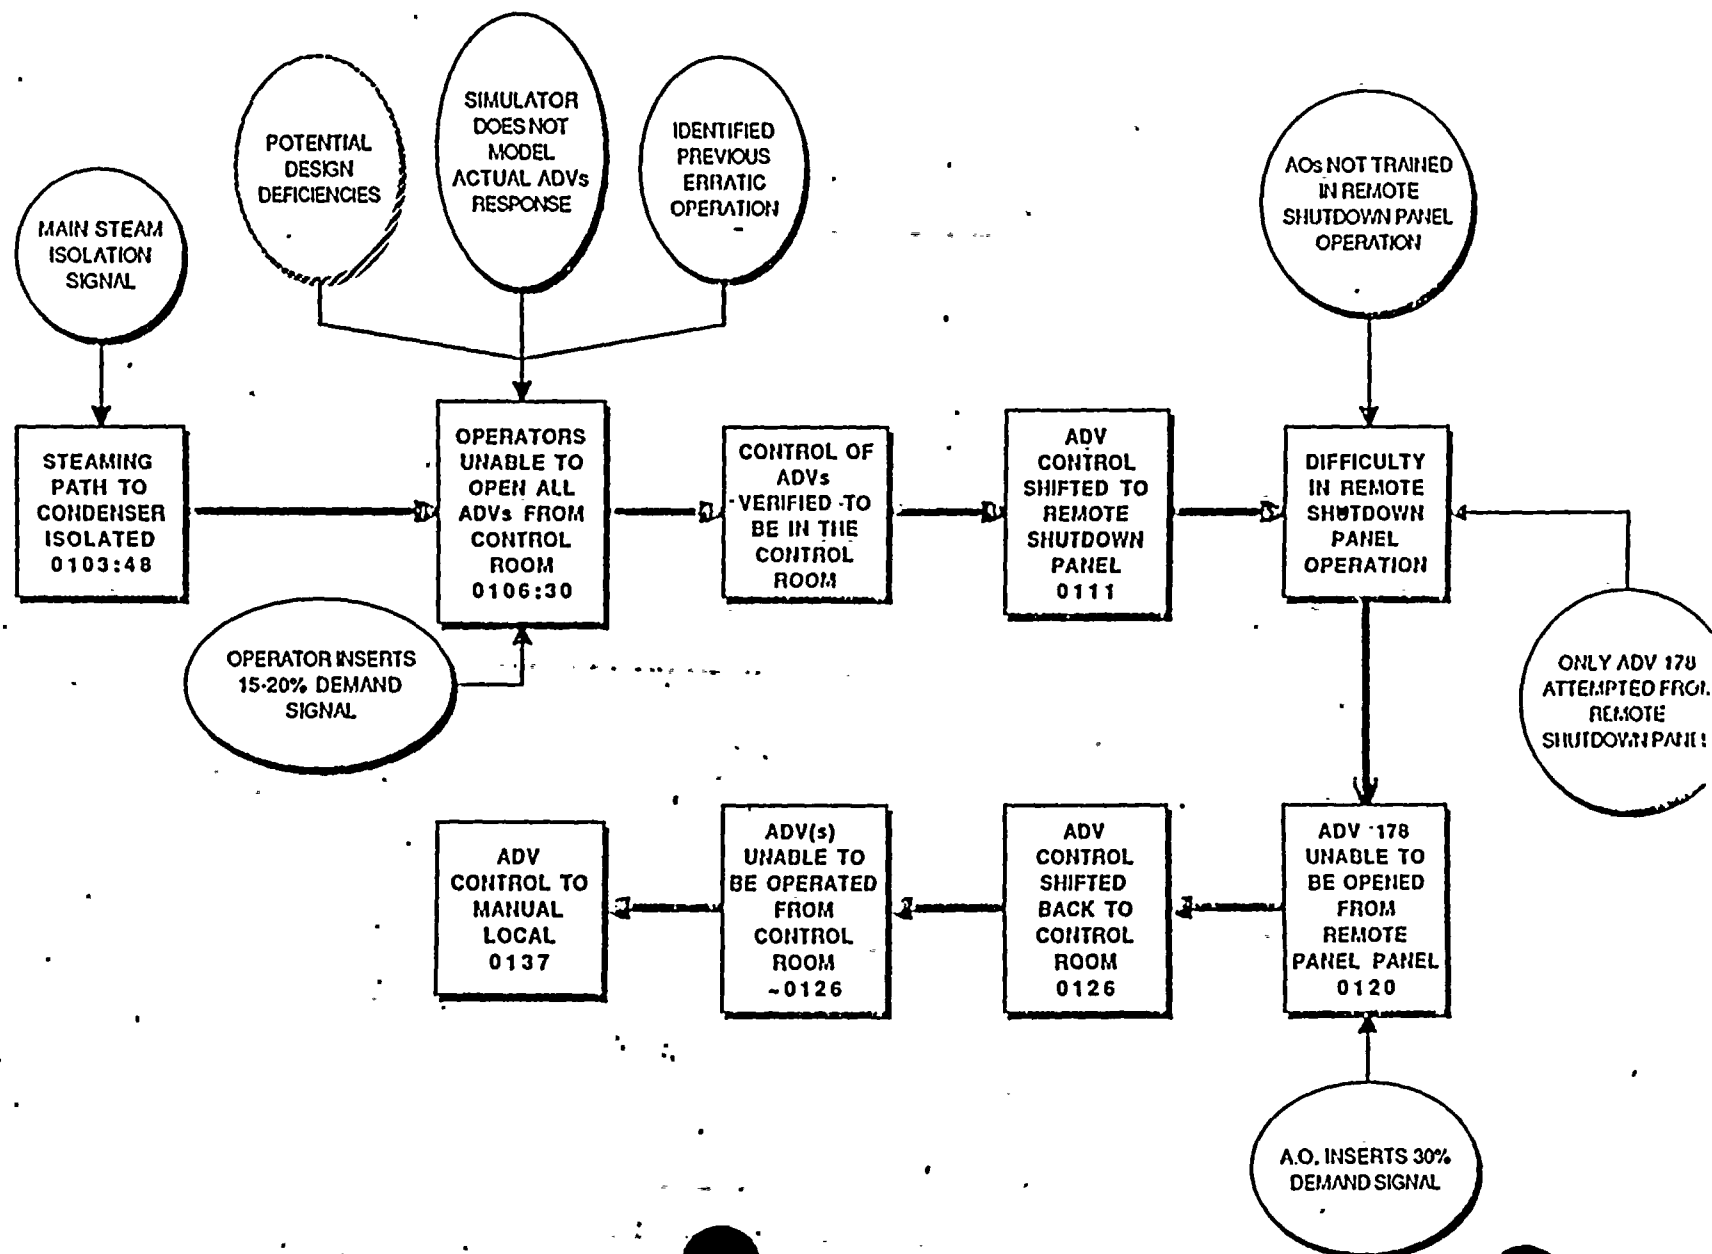 POTENTIAL
DESIGN
DEFICIENCIES
SIMULATOR
DOES NOT
MODEL
ACTUAL ADVs
RESPONSE
IDENTIFIED
PREVIOUS
ERRATIC
OPERATION
AOs NOT TRAINED
IN REMOTE
SHUTDOWN PANEL
OPERATION
MAIN STEAM
ISOLATION
SIGNAL
STEAMING
PATH TO
CONDENSER
ISOLATED
0103:48
OPERATORS
UNABLE TO
OPEN ALL
ADVs FROM
CONTROL
ROOM
0106:30
CONTROL OF
ADVs
VERIFIED TO
BE IN THE
CONTROL
ROOM
ADV
CONTROL
SHIFTED TO
REMOTE
SHUTDOWN
PANEL
0111
DIFFICULTY
IN REMOTE
SHUTDOWN
PANEL
OPERATION
OPERATOR INSERTS
15-20% DEMAND
SIGNAL
ONLY ADV 178
ATTEMPTED
REMOTE
SHUTDOWN
ADV
CONTROL TO
MANUAL
LOCAL
0137
ADV(s)
UNABLE TO
BE OPERATED
FROM
CONTROL
ROOM
~0126
ADV
CONTROL
SHIFTED
BACK TO
CONTROL
ROOM
0126
ADV 178
UNABLE TO
BE OPENED
FROM
REMOTE
PANEL PANEL
0120
A.O. INSERTS 30%
DEMAND SIGNAL